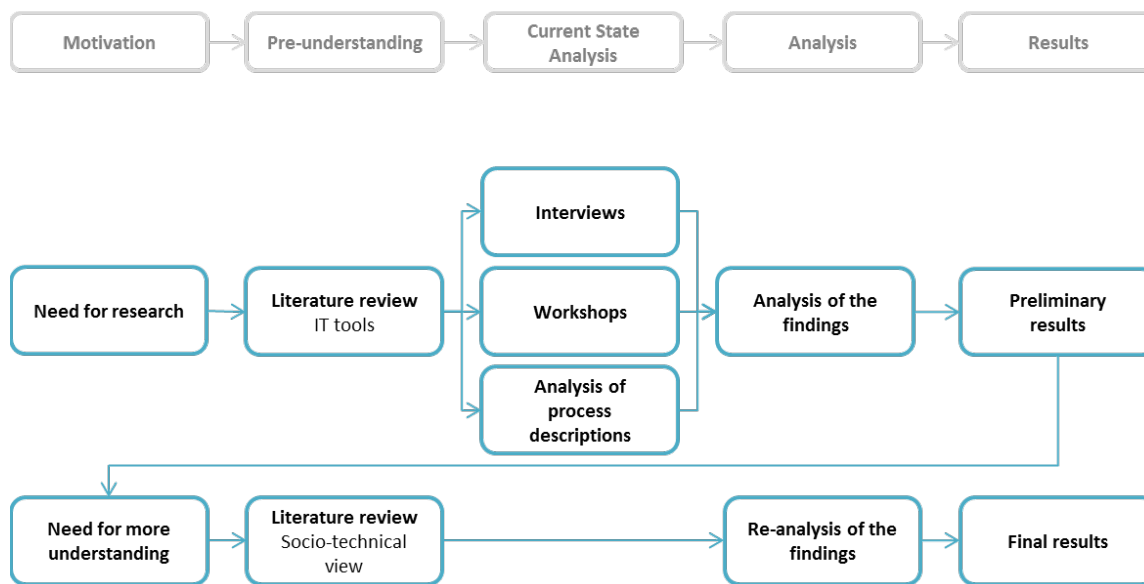 Motivation
Pre-understanding
Current State
Analysis
Analysis
Results
Interviews
Need for research
Literature review
IT tools
Workshops
Analysis of the
findings
Preliminary
results
Analysis of
process
descriptions
Need for more
understanding
Literature review
Socio-technical
view
Re-analysis of the
findings
Final results